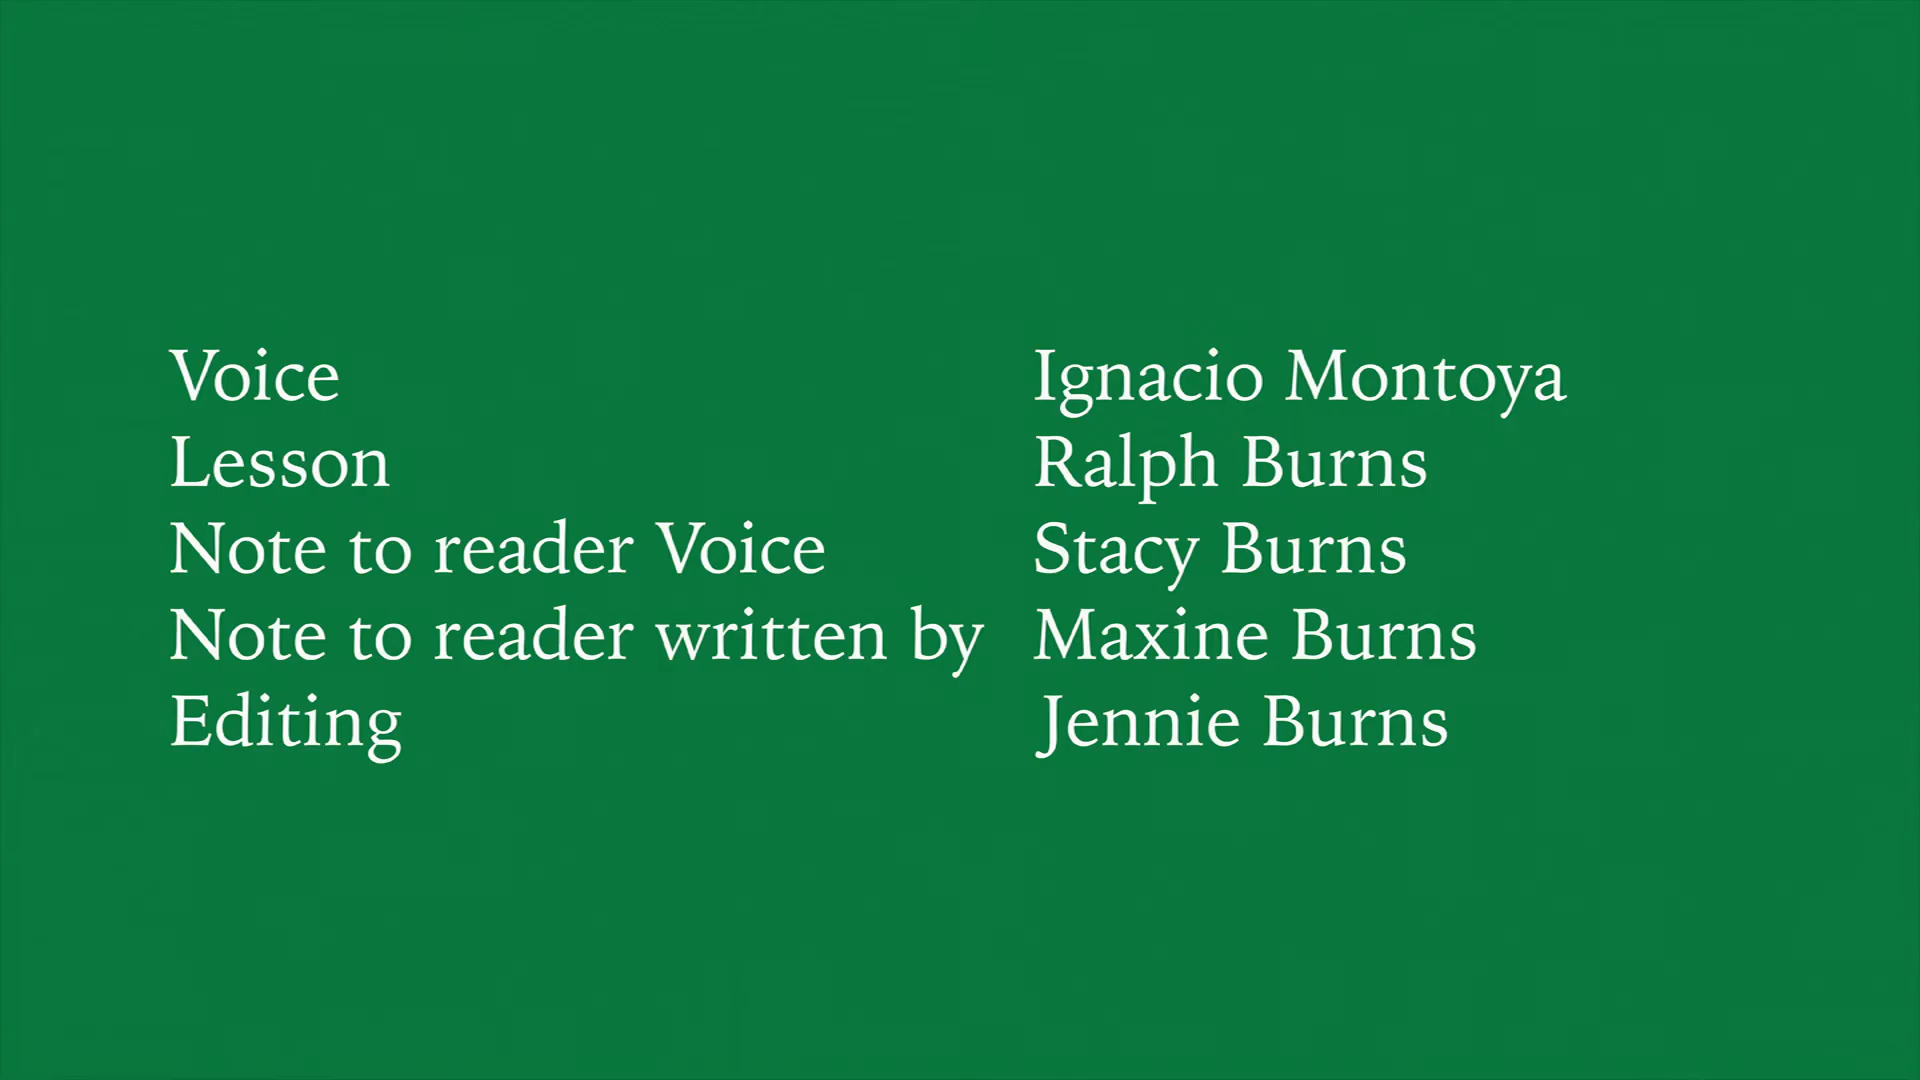 Voice Ignacio Montoya
Lesson Ralph Burns
Note to reader Voice Stacy Burns
Note to reader written by Maxine Burns
Editing Jennie Burns